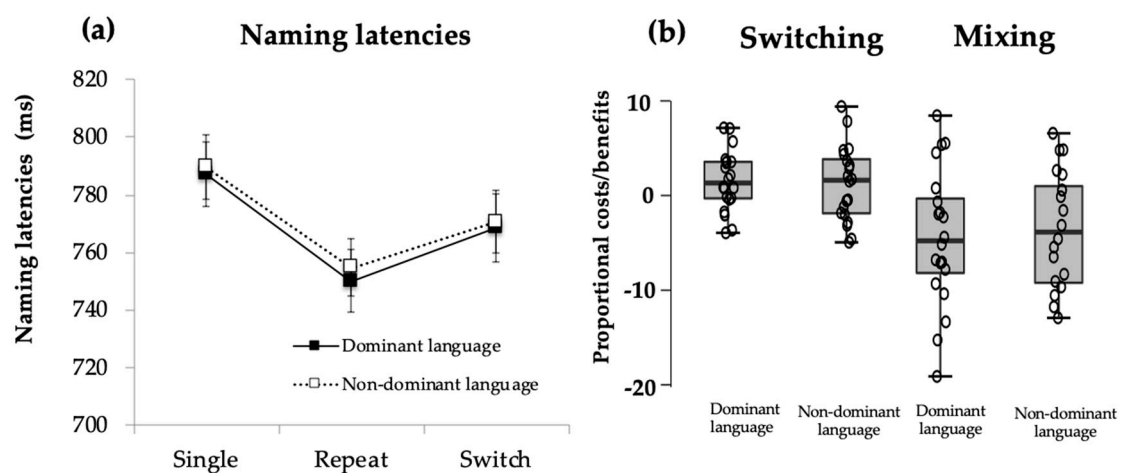 (a)
Naming latencies
Naming latencies (ms)
820
800
780
760
740
720
700
Dominant language
Non-dominant language
Single
Repeat
Switch
(b)
Switching
Mixing
Proportional costs/benefits
10
0
-10
-20
Dominant
language
Non-dominant
language
Dominant
language
Non-dominant
language